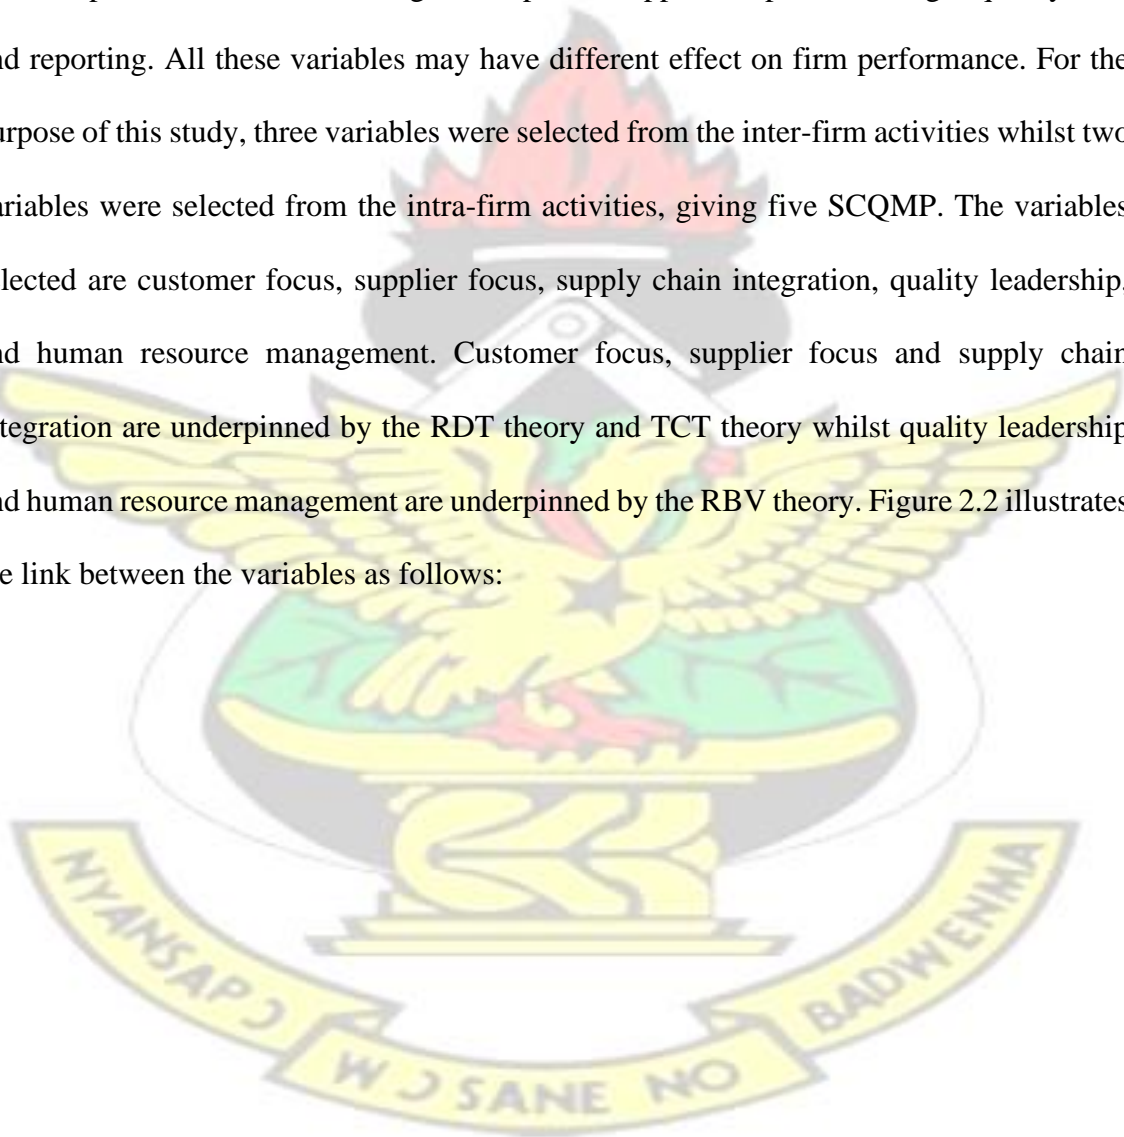 nd reporting. All these variables may have different effect on firm performance. For the
urpose of this study, three variables were selected from the inter-firm activities whilst two
ariables were selected from the intra-firm activities, giving five SCQMP. The variables
elected are customer focus, supplier focus, supply chain integration, quality leadership,
nd human resource management. Customer focus, supplier focus and supply chain
ntegration are underpinned by the RDT theory and TCT theory whilst quality leadership
nd human resource management are underpinned by the RBV theory. Figure 2.2 illustrates
e link between the variables as follows:
NYANSAPƆ
WƆ SANE NO
BADWENMA